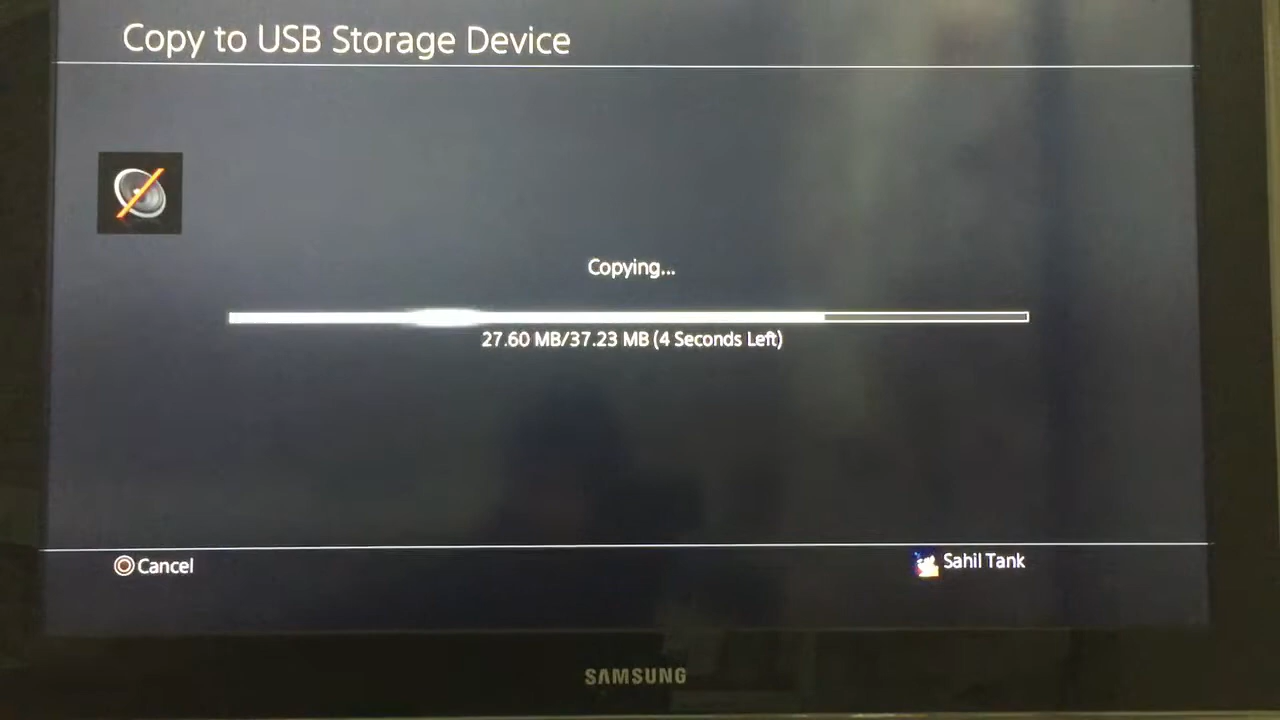 Copy to USB Storage Device
Copying...
27.60 MB/37.23 MB (4 Seconds Left)
Cancel
Sahil Tank
SAMSUNG